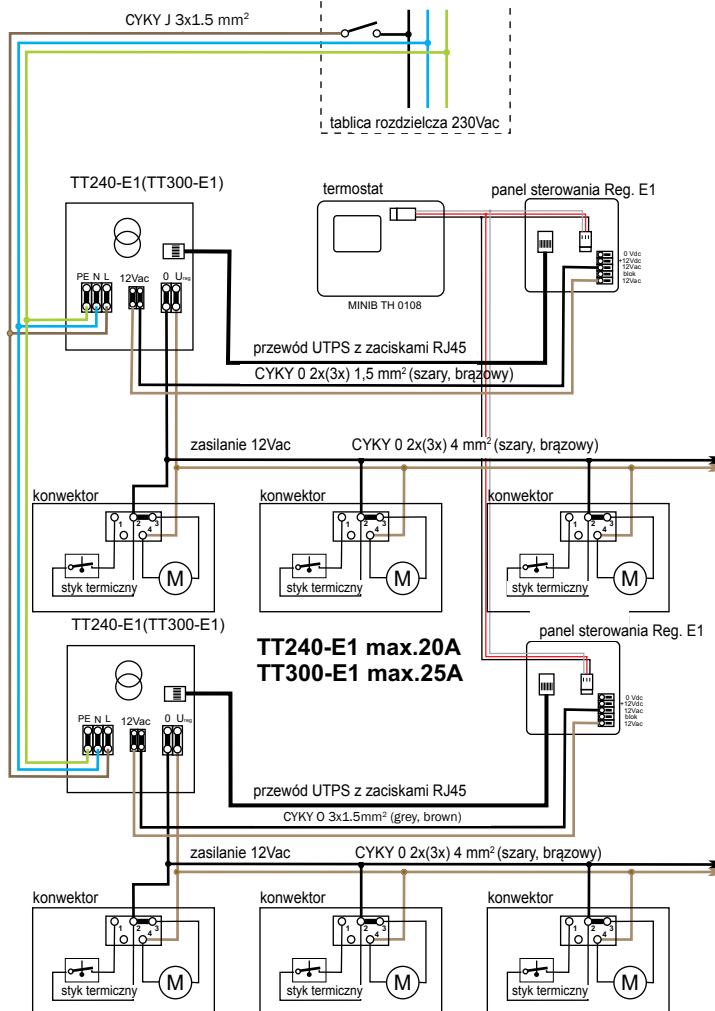 CYKY J 3x1.5 mm²
tablica rozdzielcza 230Vac
TT240-E1(TT300-E1)
termostat
panel sterowania Reg. E1
PE N L
12Vac
0 Ureg
MINIB TH 0108
0 Vdc
+12Vdc
12Vac
blok
12Vac
przewód UTPS z zaciskami RJ45
CYKY 0 2x(3x) 1,5 mm² (szary, brązowy)
zasilanie 12Vac
CYKY 0 2x(3x) 4 mm² (szary, brązowy)
konwektor
1 2 3
4
M
styk termiczny
konwektor
1 2 3
4
M
styk termiczny
konwektor
1 2 3
4
M
styk termiczny
TT240-E1(TT300-E1)
TT240-E1 max.20A
TT300-E1 max.25A
panel sterowania Reg. E1
PE N L
12Vac
0 Ureg
0 Vdc
+12Vdc
12Vac
blok
12Vac
przewód UTPS z zaciskami RJ45
CYKY O 3x1.5mm² (grey, brown)
zasilanie 12Vac
CYKY 0 2x(3x) 4 mm² (szary, brązowy)
konwektor
1 2 3
4
M
styk termiczny
konwektor
1 2 3
4
M
styk termiczny
konwektor
1 2 3
4
M
styk termiczny